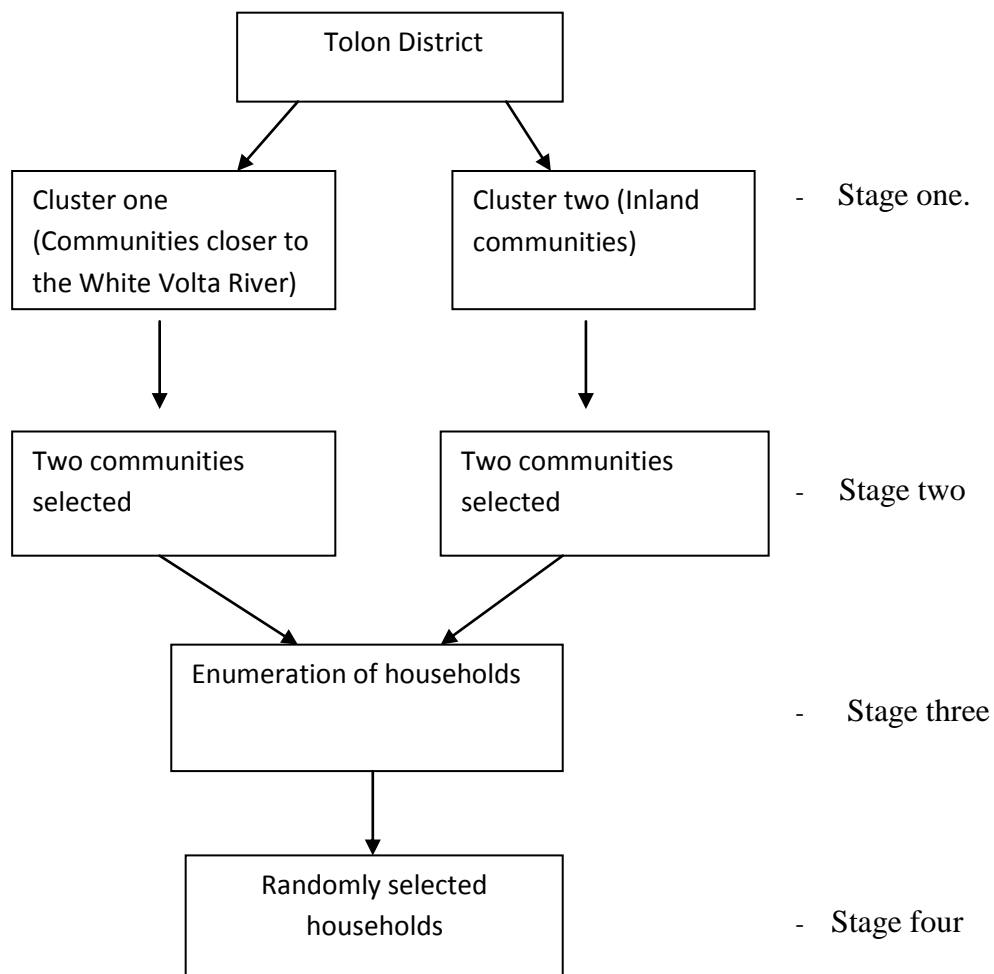 Tolon District
Cluster one
(Communities closer to
the White Volta River)
Cluster two (Inland
communities)
- Stage one.
Two communities
selected
Two communities
selected
- Stage two
Enumeration of households
- Stage three
Randomly selected
households
- Stage four